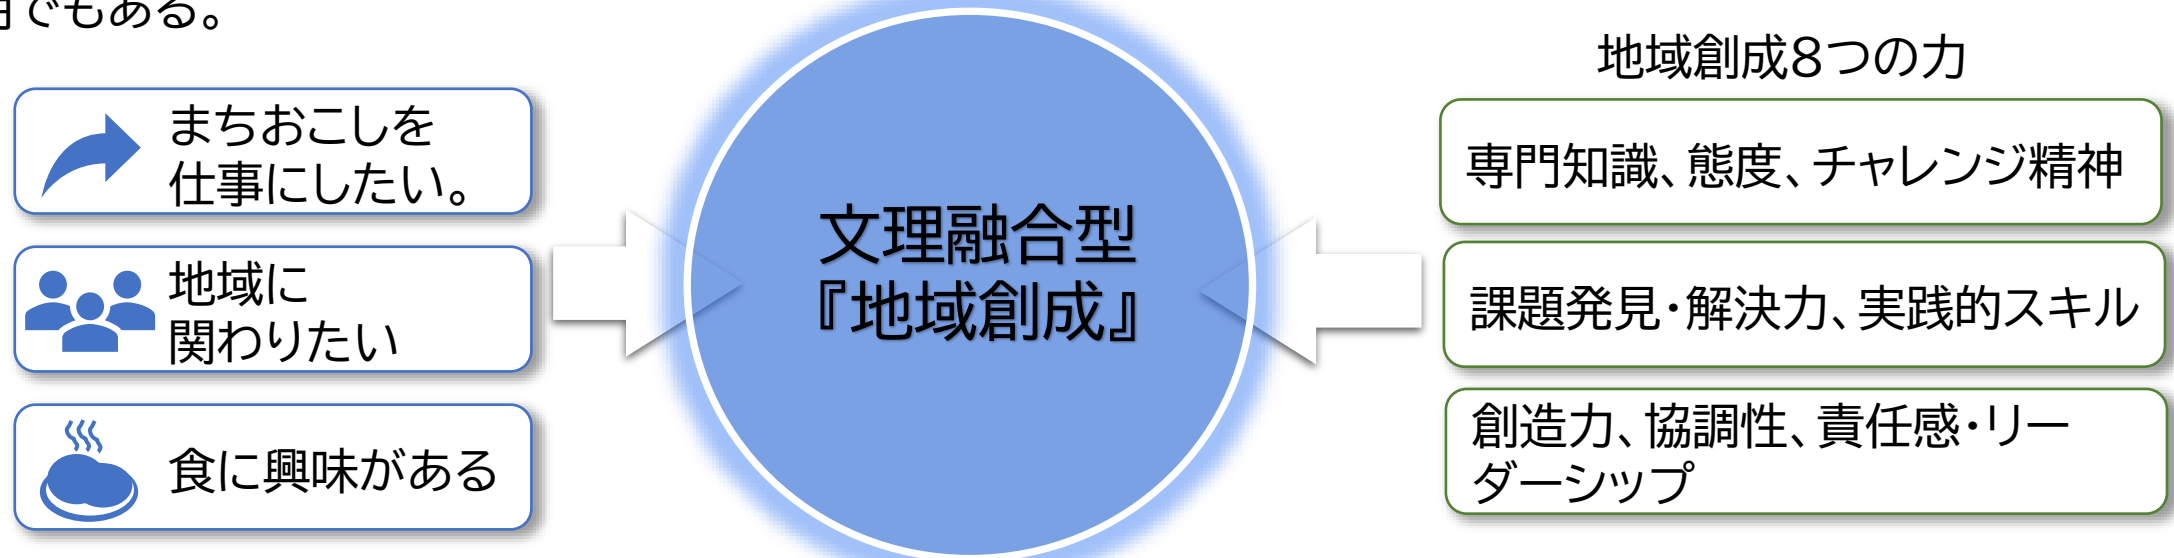 でもある。
まちおこしを
仕事にしたい。
地域に
関わりたい
食に興味がある
文理融合型
『地域創成』
地域創成8つの力
専門知識、態度、チャレンジ精神
課題発見・解決力、実践的スキル
創造力、協調性、責任感・リー
ダーシップ